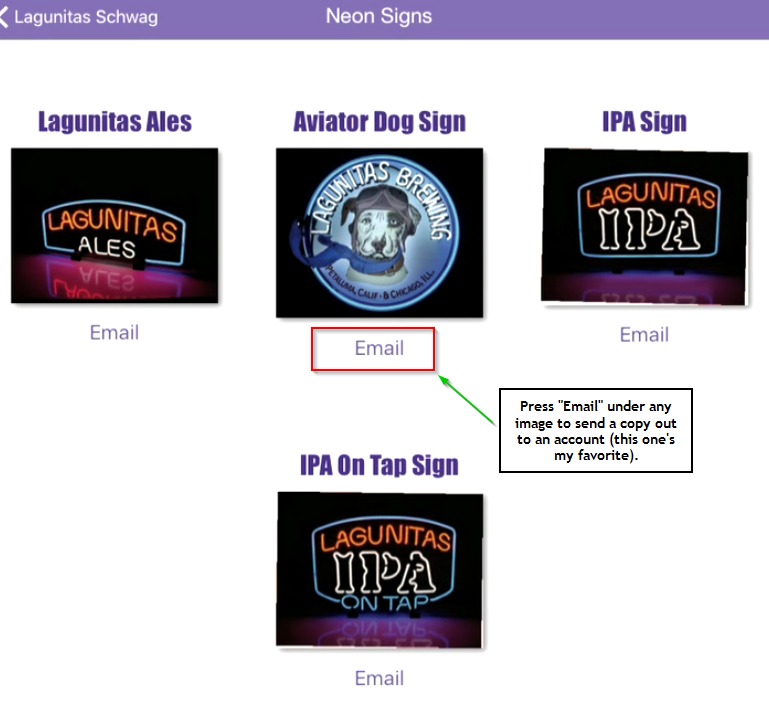 Lagunitas Schwag
Neon Signs
Lagunitas Ales
Aviator Dog Sign
IPA Sign
LAGUNITAS
ALES
LAGUNITAS BREWING
PETALUMA, CALIF · & CHICAGO, ILL.
LAGUNITAS
IPA
Email
Email
Email
Press "Email" under any
image to send a copy out
to an account (this one's
my favorite).
IPA On Tap Sign
LAGUNITAS
IPA
ON TAP
Email